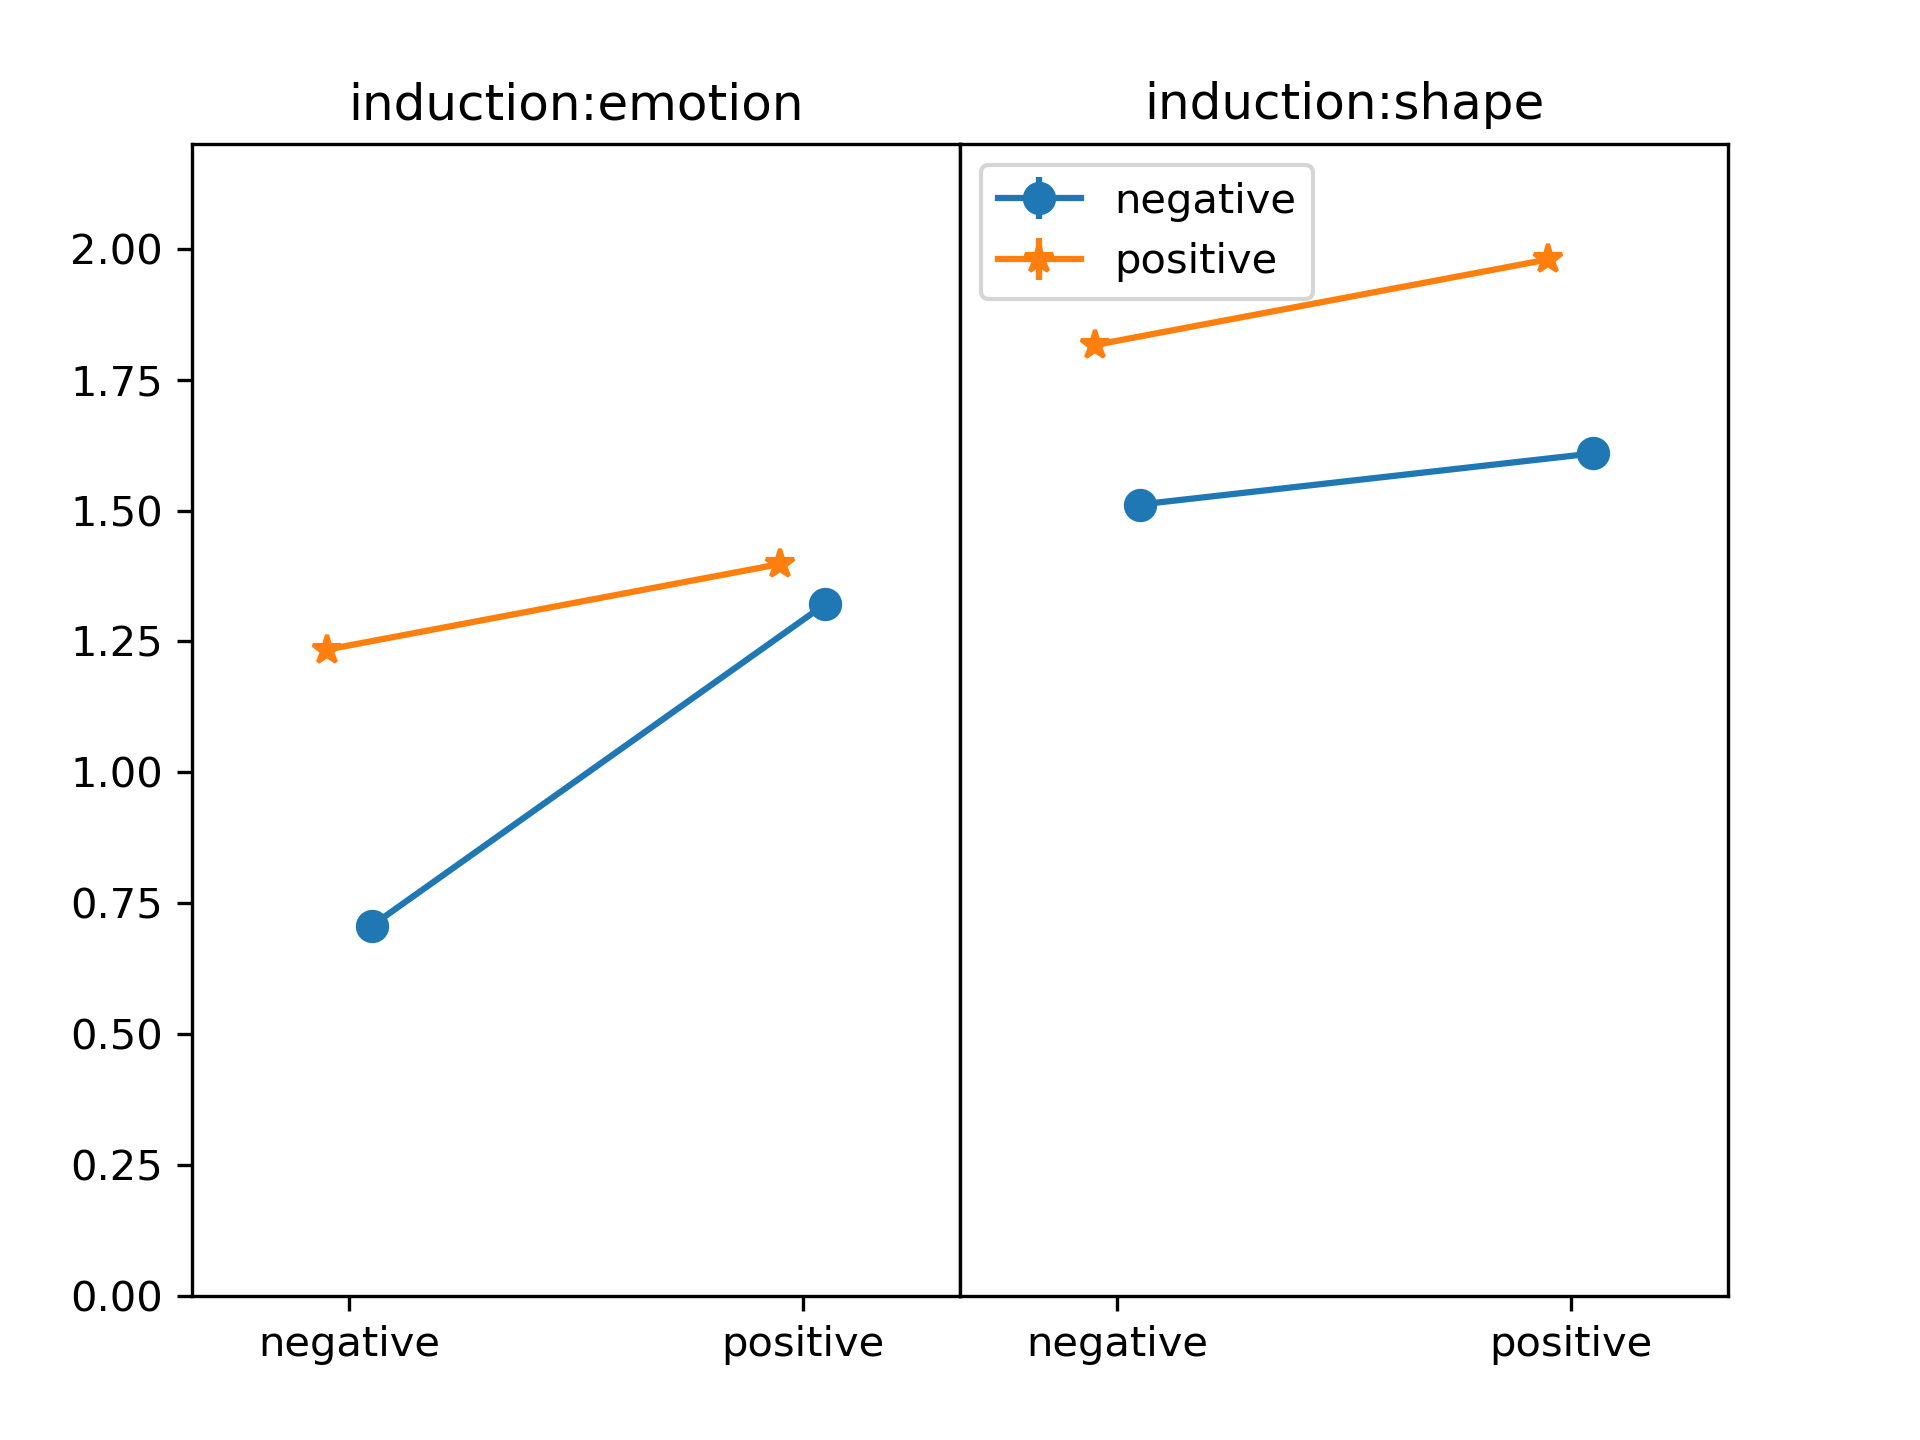 induction:emotion
induction:shape
negative
positive
2.00
1.75
1.50
1.25
1.00
0.75
0.50
0.25
0.00
negative
positive
negative
positive